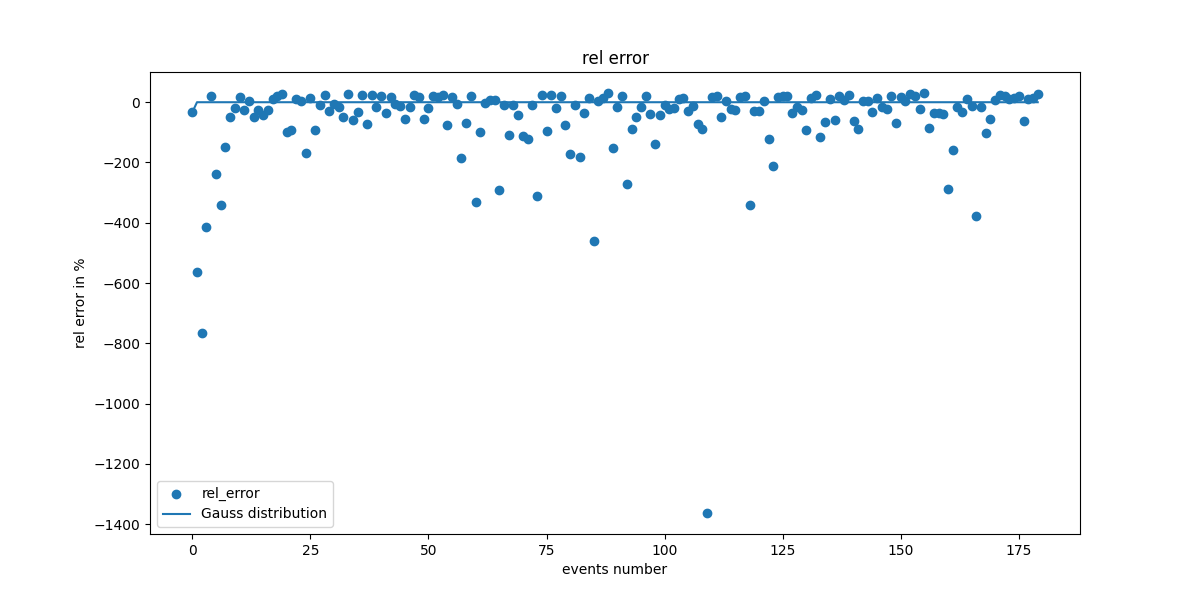 rel error
rel error in %
0
−200
−400
−600
−800
−1000
−1200
−1400
rel_error
Gauss distribution
0 25 50 75 100 125 150 175
events number